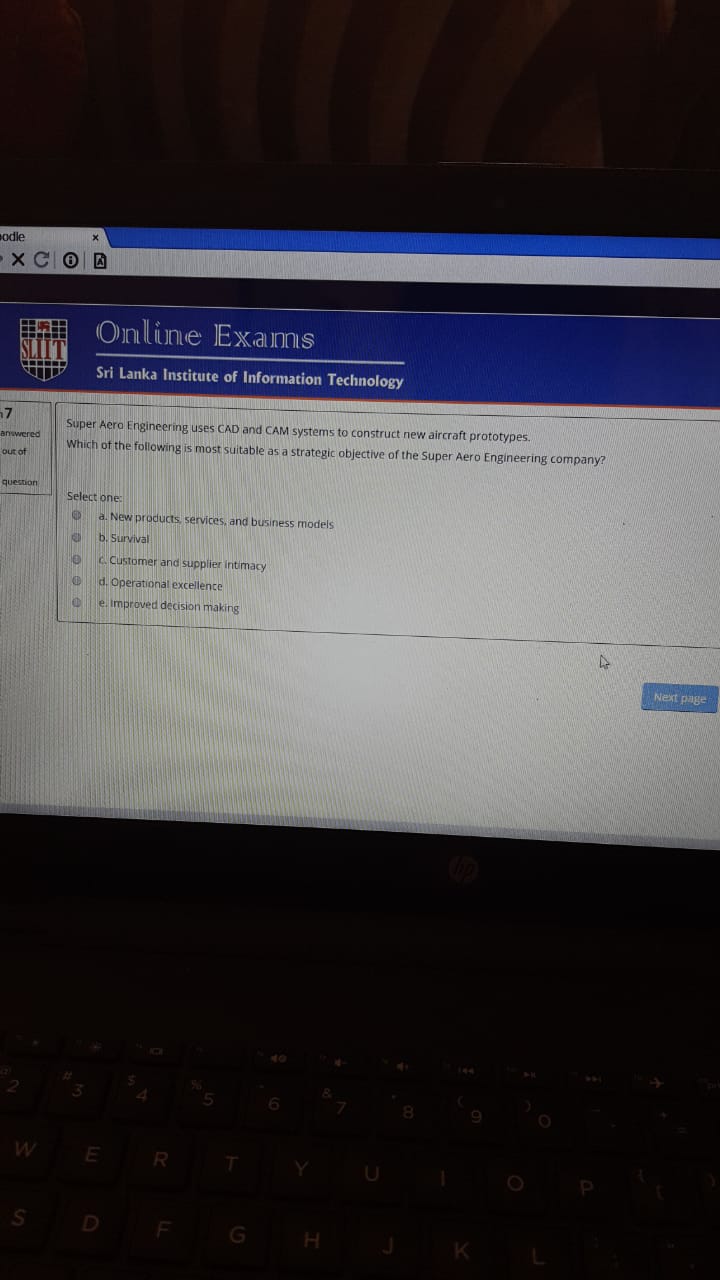 oodle
x
Online Exams
SLIIT
Sri Lanka Institute of Information Technology
17
answered
out of
question
Super Aero Engineering uses CAD and CAM systems to construct new aircraft prototypes.
Which of the following is most suitable as a strategic objective of the Super Aero Engineering company?
Select one:
a. New products, services, and business models
b. Survival
c. Customer and supplier intimacy
d. Operational excellence
e. Improved decision making
Next page
hp
@ # $ % & * ( )
2 3 4 5 6 7 8 9 0
W E R T Y U I O P
S D F G H J K L